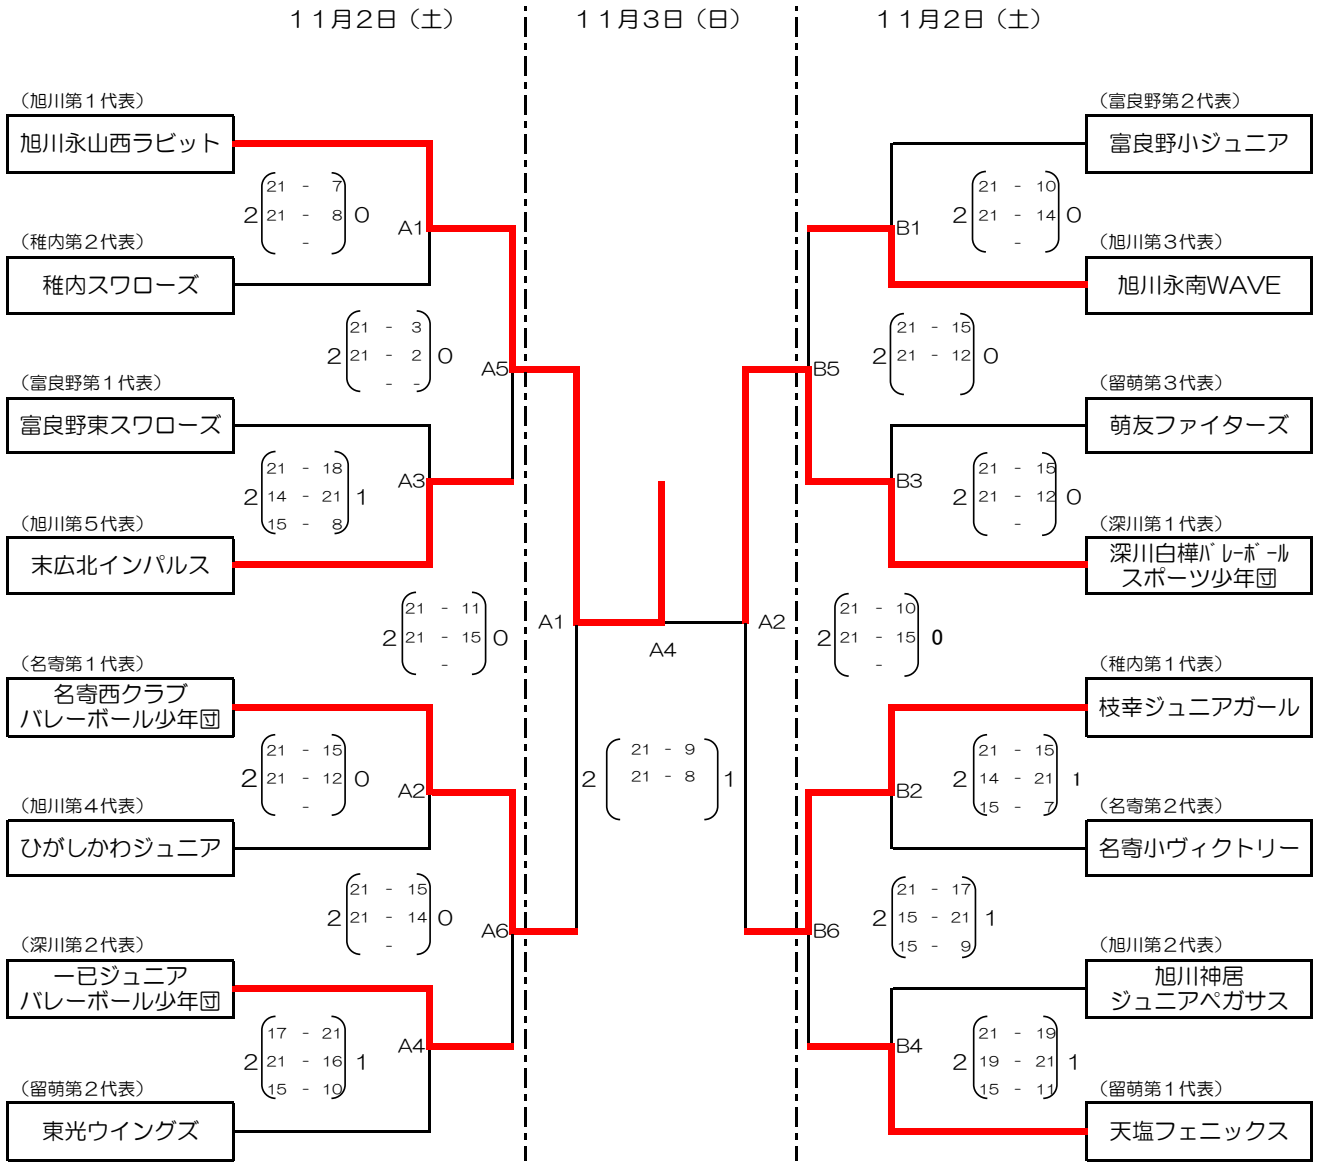 １１月２日（土）
１１月３日（日）
１１月２日（土）
（旭川第１代表）
旭川永山西ラビット
2 21 - 7 0
21 - 8
-
A1
（稚内第２代表）
稚内スワローズ
2 21 - 3 0
21 - 2
- -
A5
（富良野第１代表）
富良野東スワローズ
2 21 - 18 1
14 - 21
15 - 8
A3
（旭川第５代表）
末広北インパルス
2 21 - 11 0
21 - 15
-
A1
（名寄第１代表）
名寄西クラブ
バレーボール少年団
2 21 - 15 0
21 - 12
-
A2
（旭川第４代表）
ひがしかわジュニア
2 21 - 15 0
21 - 14
-
A6
（深川第２代表）
一已ジュニア
バレーボール少年団
2 17 - 21 1
21 - 16
15 - 10
A4
（留萌第２代表）
東光ウイングズ
A4
2 21 - 9 1
21 - 8
（富良野第２代表）
富良野小ジュニア
B1
2 21 - 10 0
21 - 14
-
（旭川第３代表）
旭川永南WAVE
2 21 - 15 0
21 - 12
B5
（留萌第３代表）
萌友ファイターズ
B3
2 21 - 15 0
21 - 12
-
（深川第１代表）
深川白樺ﾊﾞﾚｰﾎﾞｰﾙ
スポーツ少年団
A2
2 21 - 10 0
21 - 15
-
（稚内第１代表）
枝幸ジュニアガール
B2
2 21 - 15 1
14 - 21
15 - 7
（名寄第２代表）
名寄小ヴィクトリー
2 21 - 17 1
15 - 21
15 - 9
B6
（旭川第２代表）
旭川神居
ジュニアペガサス
B4
2 21 - 19 1
19 - 21
15 - 11
（留萌第１代表）
天塩フェニックス